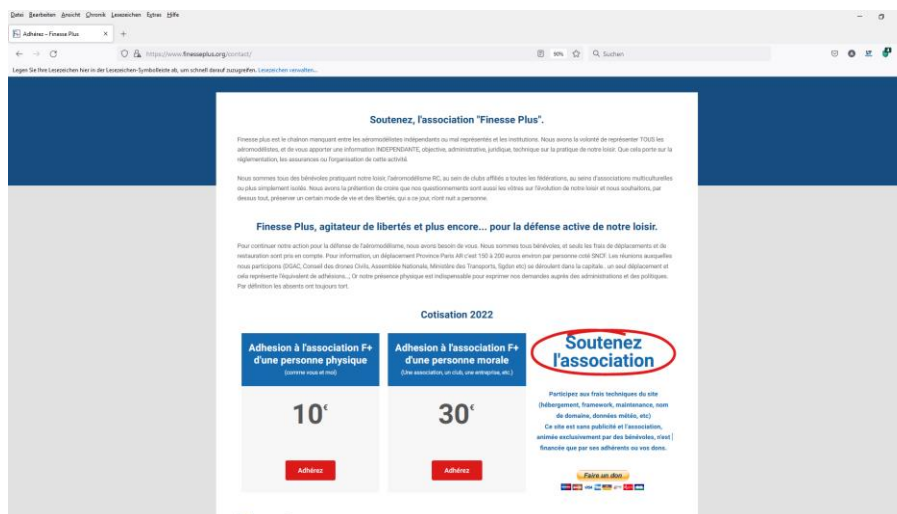 Datei Bearbeiten Ansicht Chronik Lesezeichen Extras Hilfe
Adhérez – Finesse Plus
https://www.finesseplus.org/contact/
90%
Suchen
Legen Sie Ihre Lesezeichen hier in der Lesezeichen-Symbolleiste ab, um schnell darauf zuzugreifen. Lesezeichen verwalten...
Soutenez, l'association "Finesse Plus".
Finesse plus est le chaînon manquant entre les aéromodélistes indépendants ou mal représentés et les institutions. Nous avons la volonté de représenter TOUS les
aéromodélistes, et de vous apporter une information INDEPENDANTE, objective, administrative, juridique, technique sur la pratique de notre loisir. Que cela porte sur la
réglementation, les assurances ou l'organisation de cette activité.
Nous sommes tous des bénévoles pratiquant notre loisir, l'aéromodélisme RC, au sein de clubs affiliés a toutes les fédérations, au seins d'associations multiculturelles
ou plus simplement isolés. Nous avons la prétention de croire que nos questionnements sont aussi les vôtres sur l'évolution de notre loisir et nous souhaitons, par
dessus tout, préserver un certain mode de vie et des libertés, qui a ce jour, n'ont nuit a personne.
Finesse Plus, agitateur de libertés et plus encore... pour la défense active de notre loisir.
Pour continuer notre action pour la défense de l'aéromodélisme, nous avons besoin de vous. Nous sommes tous bénévoles, et seuls les frais de déplacements et de
restauration sont pris en compte. Pour information, un déplacement Province Paris AR c'est 150 à 200 euros environ par personne coté SNCF. Les réunions auxquelles
nous participons (DGAC, Conseil des drones Civils, Assemblée Nationale, Ministère des Transports, Sgdsn etc) se déroulent dans la capitale , un seul déplacement et
cela représente l'équivalent de adhésions..., Or notre présence physique est indispensable pour exprimer nos demandes auprès des administrations et des politiques.
Par définition les absents ont toujours tort.
Cotisation 2022
Adhesion à l'association F+
d'une personne physique
(comme vous et moi)
10€
Adhérez
Adhesion à l'association F+
d'une personne morale
(Une association, un club, une entreprise, etc.)
30€
Adhérez
Soutenez
l'association
Participez aux frais techniques du site
(hébergement, framework, maintenance, nom
de domaine, données météo, etc)
Ce site est sans publicité et l'association,
animée exclusivement par des bénévoles, n'est
financée que par ses adhérents ou vos dons.
Faire un don